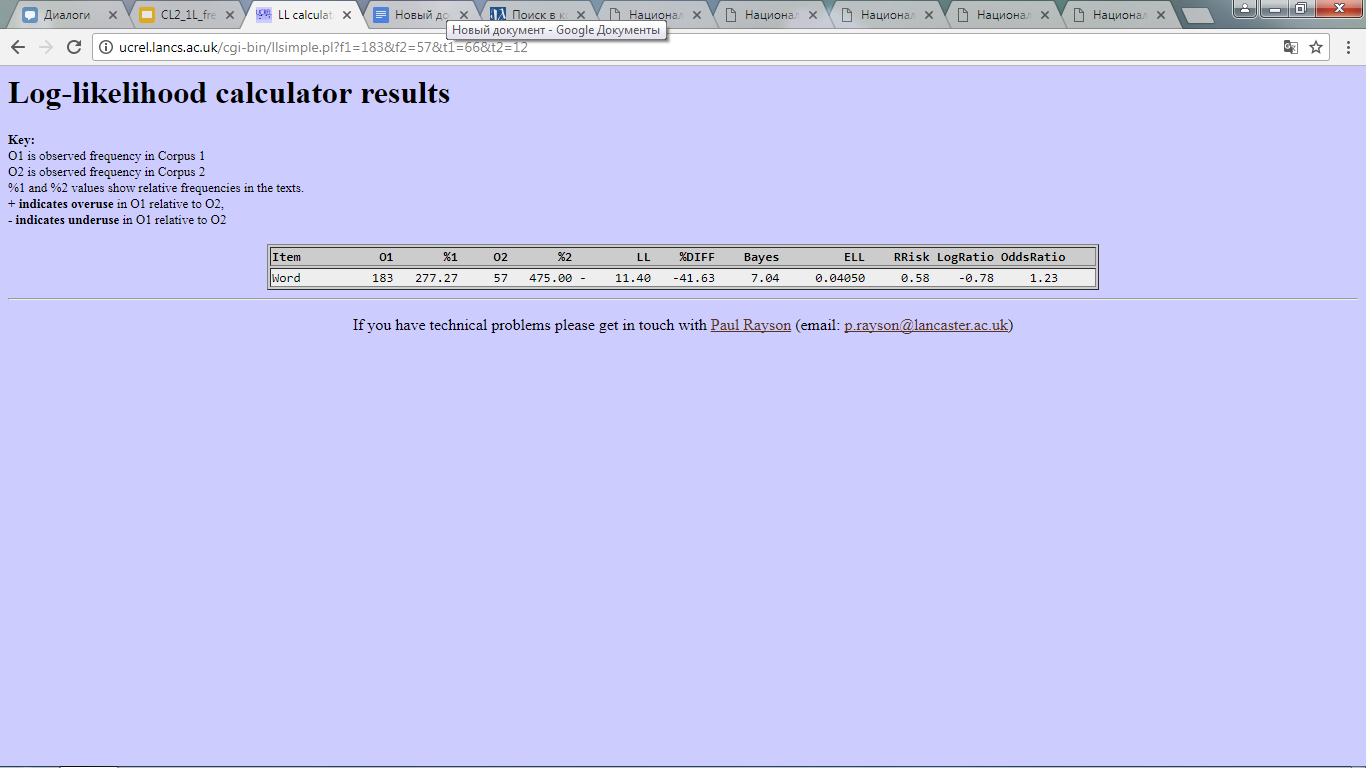 Диалоги
CL2_1L_fre
LL calculat
Новый до
Поиск в ко
Национал
Национал
Национал
Национал
Национал
Новый документ - Google Документы
ucrel.lancs.ac.uk/cgi-bin/llsimple.pl?f1=183&f2=57&t1=66&t2=12
Log-likelihood calculator results
Key:
O1 is observed frequency in Corpus 1
O2 is observed frequency in Corpus 2
%1 and %2 values show relative frequencies in the texts.
+ indicates overuse in O1 relative to O2,
- indicates underuse in O1 relative to O2
Item O1 %1 O2 %2 LL %DIFF Bayes ELL RRisk LogRatio OddsRatio
Word 183 277.27 57 475.00 - 11.40 -41.63 7.04 0.04050 0.58 -0.78 1.23
If you have technical problems please get in touch with Paul Rayson (email: p.rayson@lancaster.ac.uk)